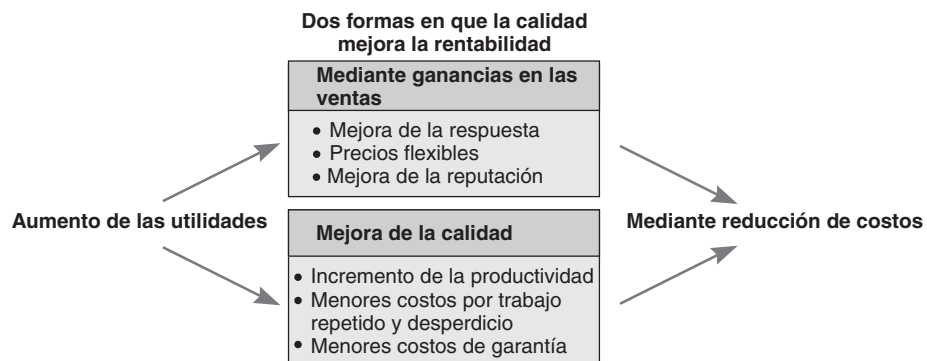 Dos formas en que la calidad
mejora la rentabilidad
Mediante ganancias en las
ventas
• Mejora de la respuesta
• Precios flexibles
• Mejora de la reputación
Aumento de las utilidades
Mejora de la calidad
• Incremento de la productividad
• Menores costos por trabajo
repetido y desperdicio
• Menores costos de garantía
Mediante reducción de costos